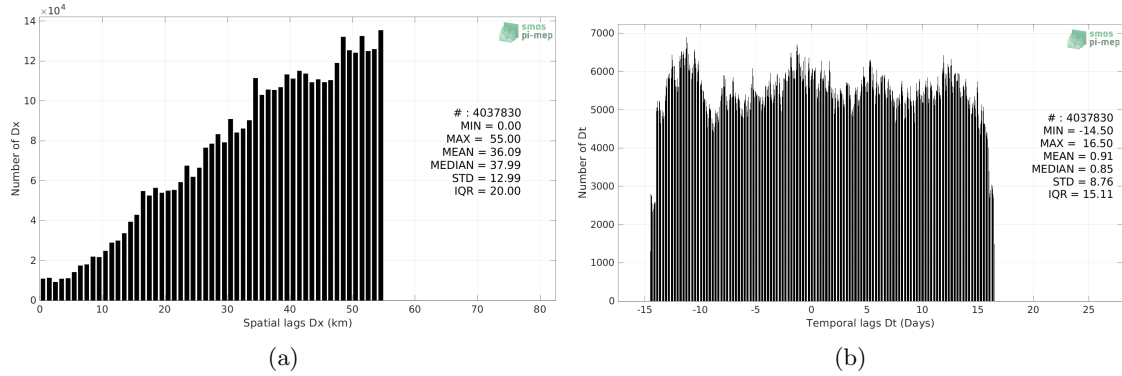 ×10⁴
14
12
10
8
6
4
2
0
Number of Dx
0 10 20 30 40 50 60 70 80
Spatial lags Dx (km)
smos
pi-mep
# : 4037830
MIN = 0.00
MAX = 55.00
MEAN = 36.09
MEDIAN = 37.99
STD = 12.99
IQR = 20.00
(a)
7000
6000
5000
4000
3000
2000
1000
0
Number of Dt
-15 -10 -5 0 5 10 15 20 25
Temporal lags Dt (Days)
smos
pi-mep
# : 4037830
MIN = -14.50
MAX = 16.50
MEAN = 0.91
MEDIAN = 0.85
STD = 8.76
IQR = 15.11
(b)